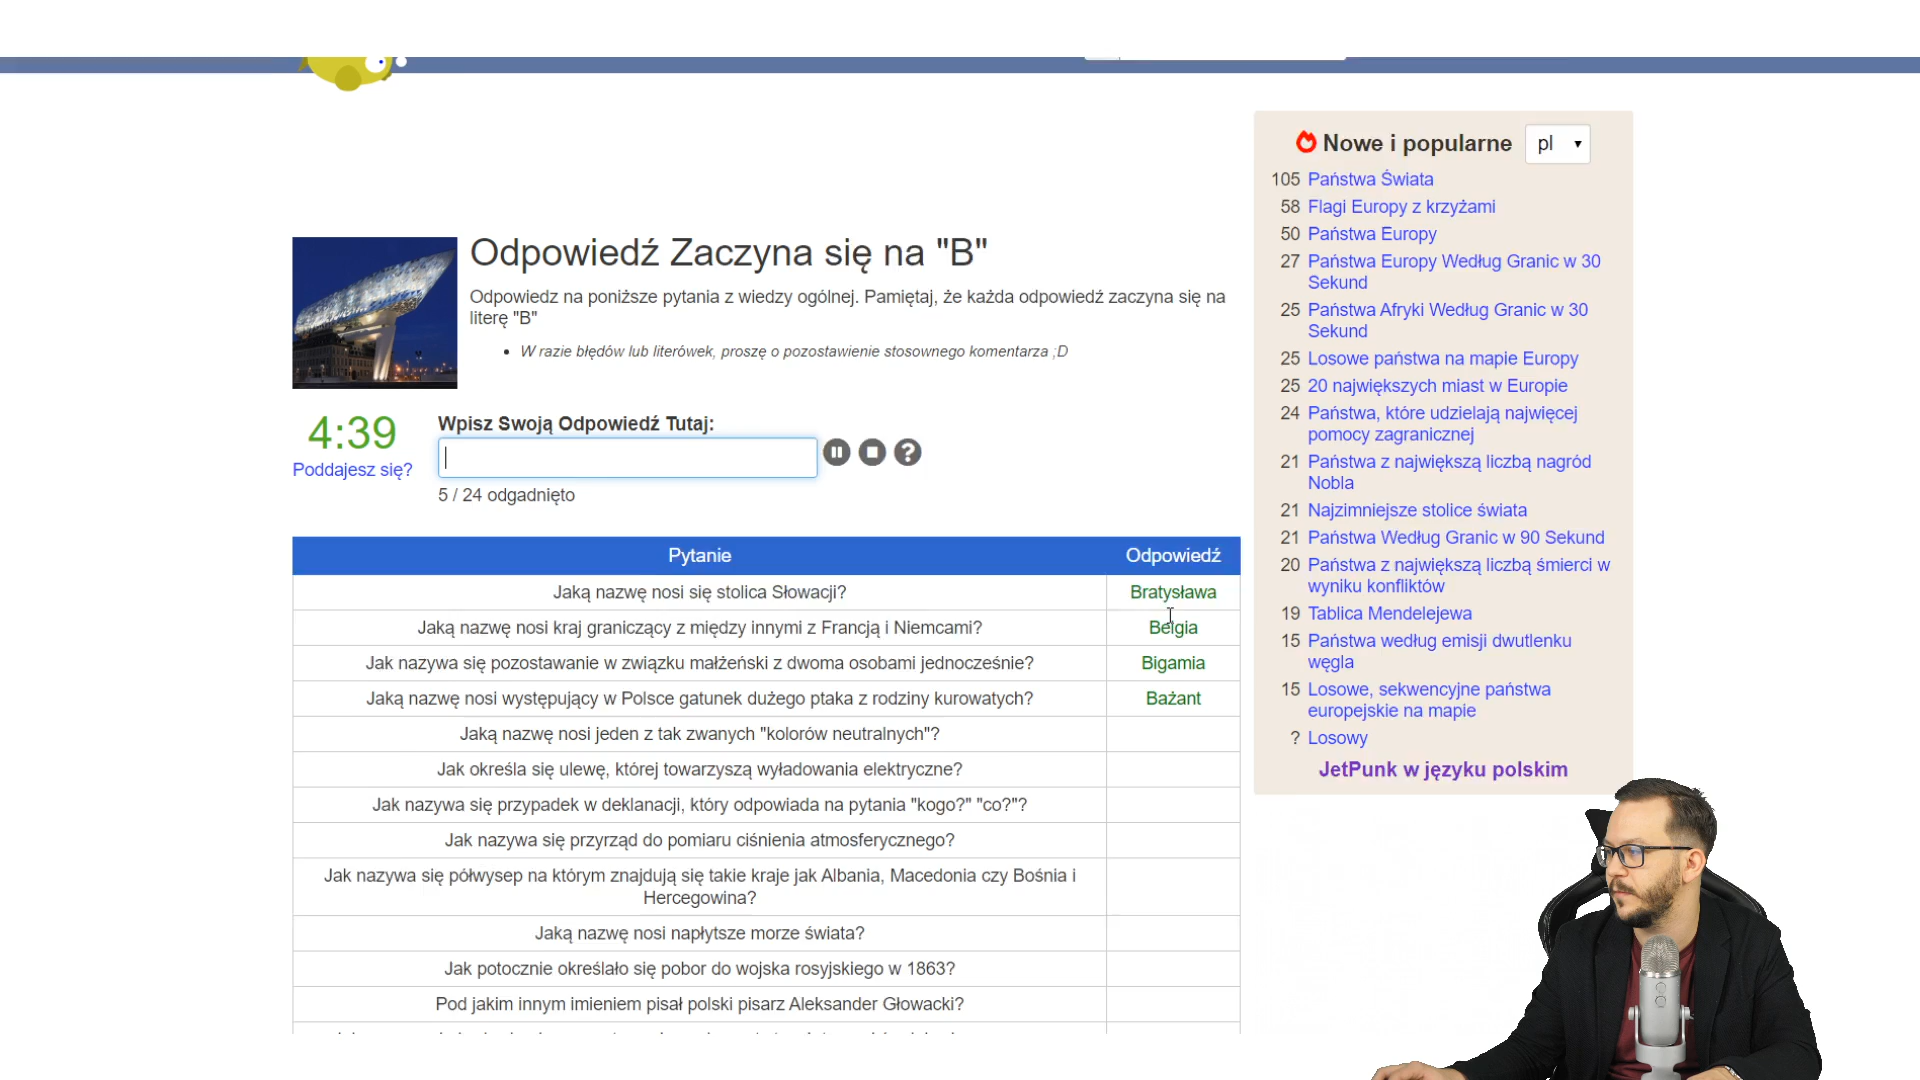 Odpowiedź Zaczyna się na "B"
Odpowiedz na poniższe pytania z wiedzy ogólnej. Pamiętaj, że każda odpowiedź zaczyna się na
literę "B"
• W razie błędów lub literówek, proszę o pozostawienie stosownego komentarza ;D
4:39
Poddajesz się?
Wpisz Swoją Odpowiedź Tutaj:
5 / 24 odgadnięto
Pytanie Odpowiedź
Jaką nazwę nosi się stolica Słowacji? Bratysława
Jaką nazwę nosi kraj graniczący z między innymi z Francją i Niemcami? Belgia
Jak nazywa się pozostawanie w związku małżeński z dwoma osobami jednocześnie? Bigamia
Jaką nazwę nosi występujący w Polsce gatunek dużego ptaka z rodziny kurowatych? Bażant
Jaką nazwę nosi jeden z tak zwanych "kolorów neutralnych"?
Jak określa się ulewę, której towarzyszą wyładowania elektryczne?
Jak nazywa się przypadek w deklanacji, który odpowiada na pytania "kogo?" "co?"?
Jak nazywa się przyrząd do pomiaru ciśnienia atmosferycznego?
Jak nazywa się półwysep na którym znajdują się takie kraje jak Albania, Macedonia czy Bośnia i
Hercegowina?
Jaką nazwę nosi napłytsze morze świata?
Jak potocznie określało się pobor do wojska rosyjskiego w 1863?
Pod jakim innym imieniem pisał polski pisarz Aleksander Głowacki?
Nowe i popularne pl
105 Państwa Świata
58 Flagi Europy z krzyżami
50 Państwa Europy
27 Państwa Europy Według Granic w 30
Sekund
25 Państwa Afryki Według Granic w 30
Sekund
25 Losowe państwa na mapie Europy
25 20 największych miast w Europie
24 Państwa, które udzielają najwięcej
pomocy zagranicznej
21 Państwa z największą liczbą nagród
Nobla
21 Najzimniejsze stolice świata
21 Państwa Według Granic w 90 Sekund
20 Państwa z największą liczbą śmierci w
wyniku konfliktów
19 Tablica Mendelejewa
15 Państwa według emisji dwutlenku
węgla
15 Losowe, sekwencyjne państwa
europejskie na mapie
? Losowy
JetPunk w języku polskim